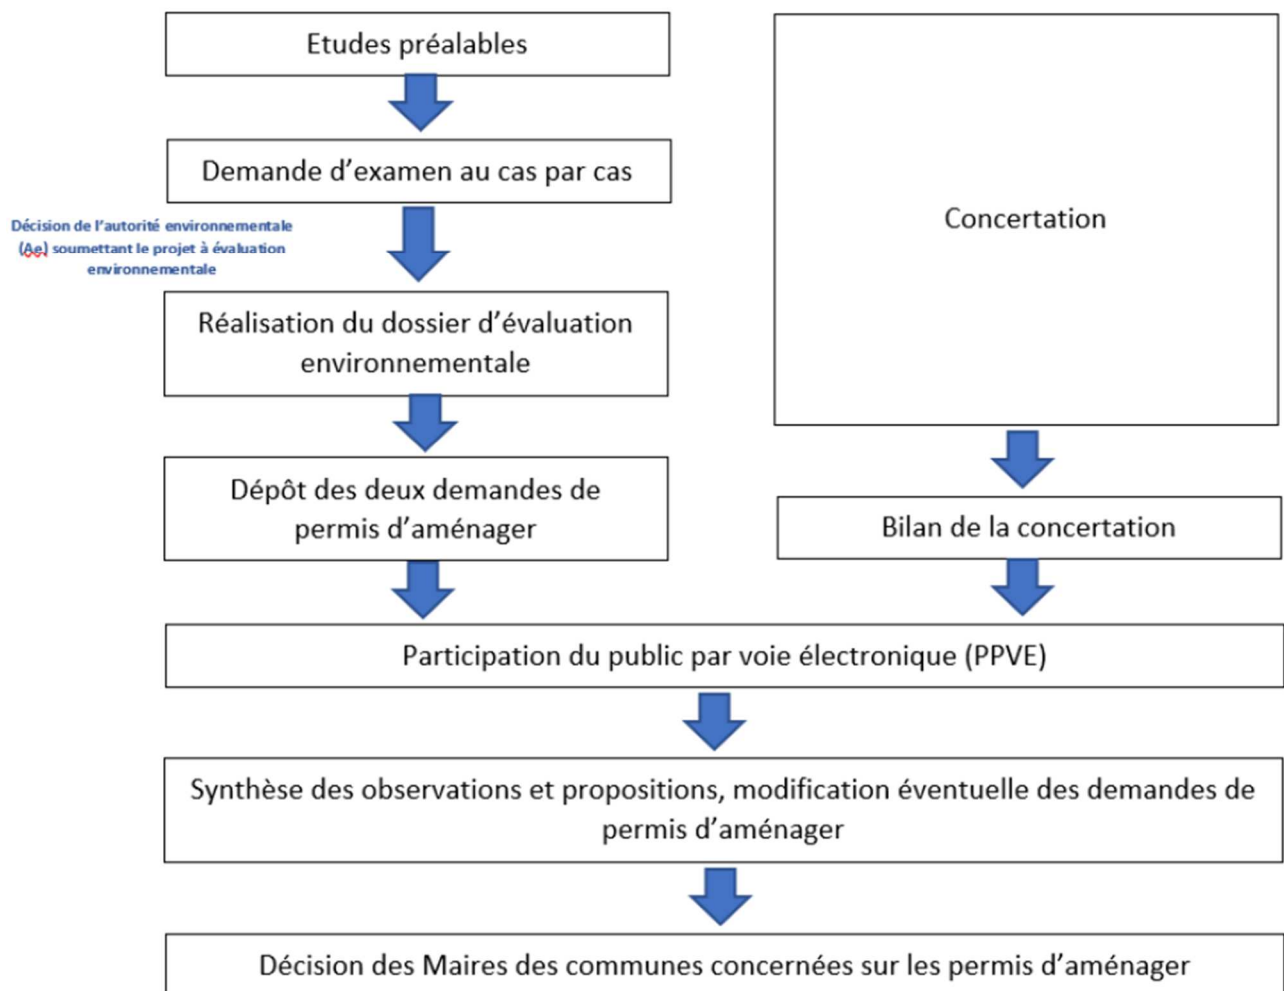 Etudes préalables
Demande d'examen au cas par cas
Décision de l'autorité environnementale
(Ae) soumettant le projet à évaluation
environnementale
Réalisation du dossier d'évaluation
environnementale
Dépôt des deux demandes de
permis d'aménager
Concertation
Bilan de la concertation
Participation du public par voie électronique (PPVE)
Synthèse des observations et propositions, modification éventuelle des demandes de
permis d'aménager
Décision des Maires des communes concernées sur les permis d'aménager